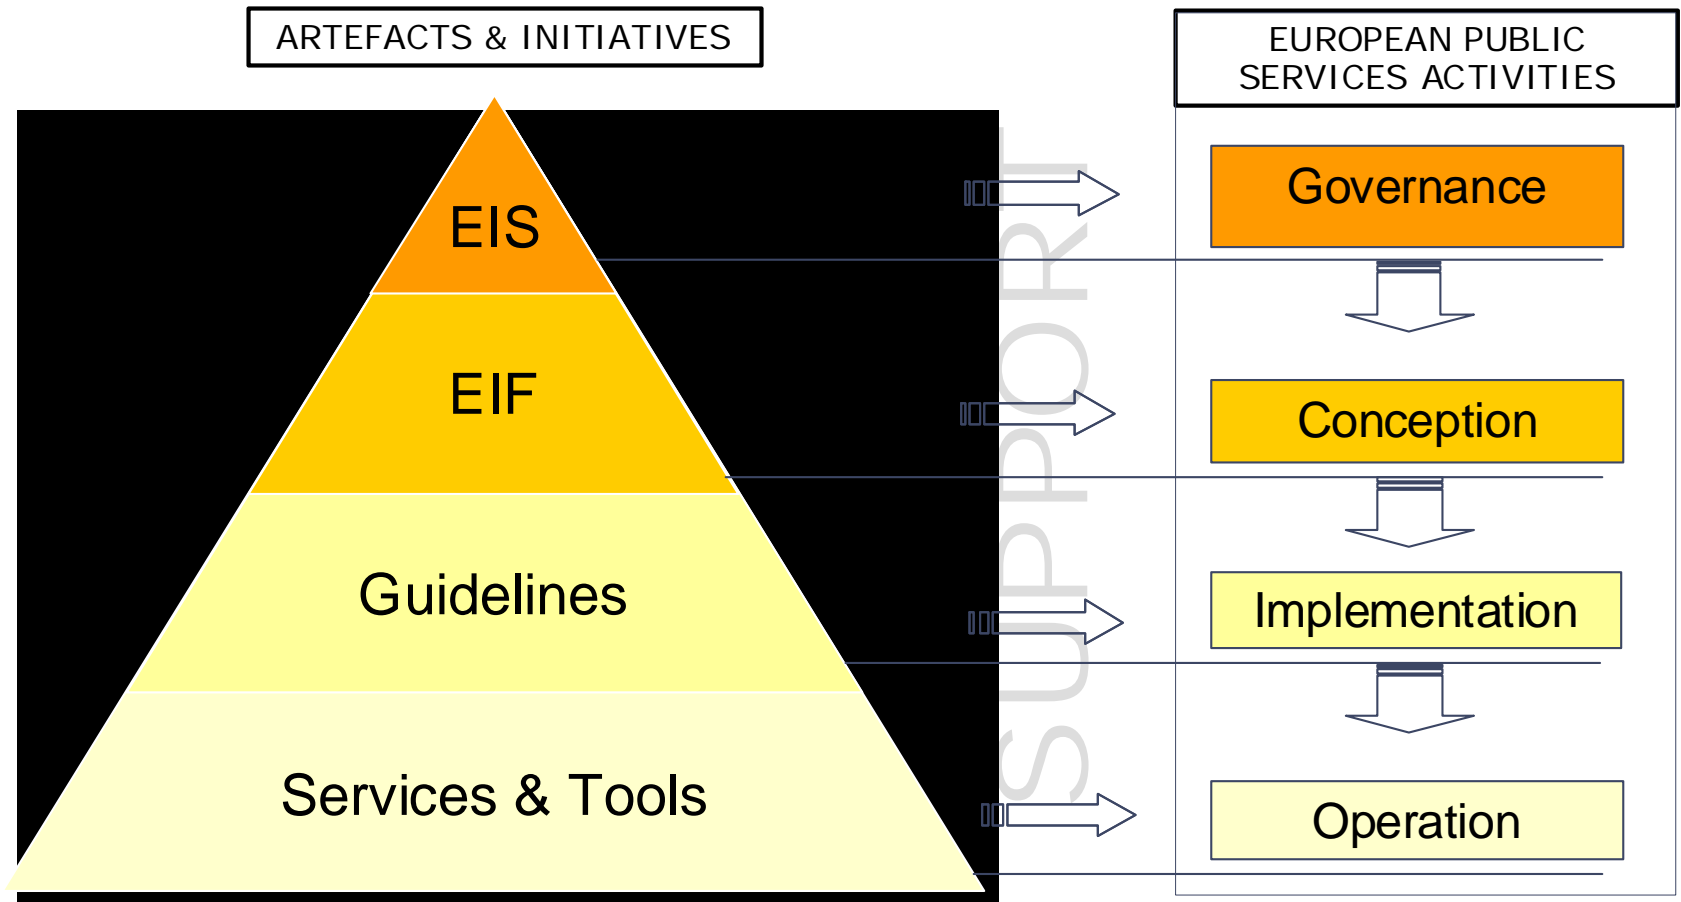 ARTEFACTS & INITIATIVES
EUROPEAN PUBLIC
SERVICES ACTIVITIES
EIS
EIF
Guidelines
Services & Tools
SUPPORT
Governance
Conception
Implementation
Operation